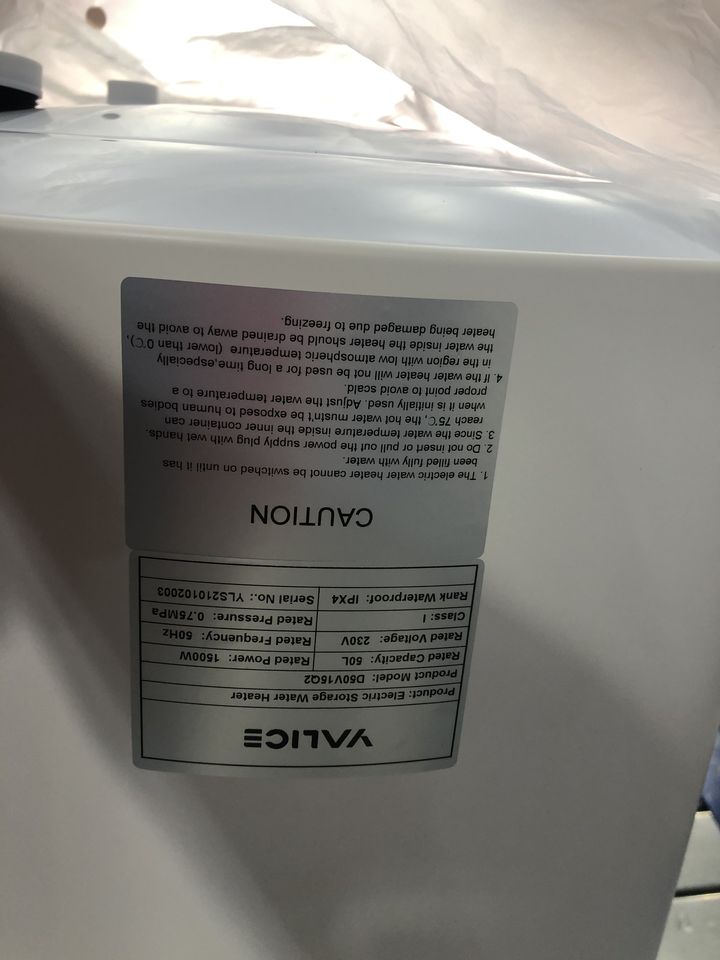 YALICE
Product: Electric Storage Water Heater
Product Model: D50V15Q2
Rated Capacity: 50L Rated Power: 1500W
Rated Voltage: 230V Rated Frequency: 50Hz
Class: I Rated Pressure: 0.75MPa
Rank Waterproof: IPX4 Serial No.: YLS210102003
CAUTION
1. The electric water heater cannot be switched on until it has
been filled fully with water.
2. Do not insert or pull out the power supply plug with wet hands.
3. Since the water temperature inside the inner container can
reach 75℃, the hot water mustn't be exposed to human bodies
when it is initially used. Adjust the water temperature to a
proper point to avoid scald.
4. If the water heater will not be used for a long time,especially
in the region with low atmospheric temperature (lower than 0℃),
the water inside the heater should be drained away to avoid the
heater being damaged due to freezing.